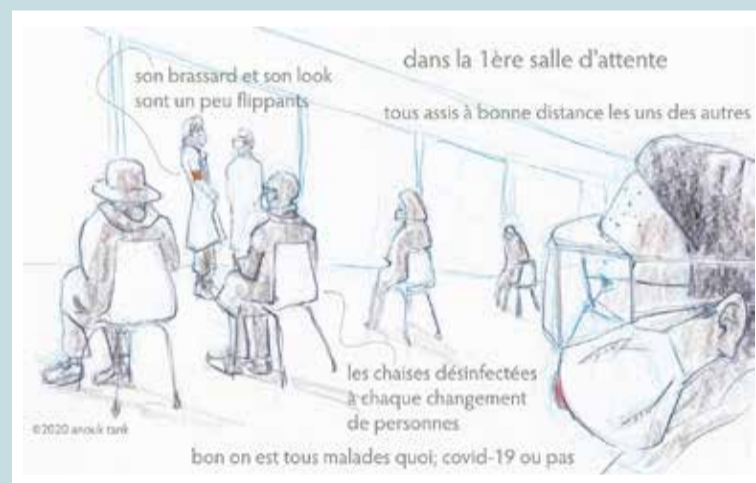 dans la 1ère salle d'attente
son brassard et son look
sont un peu flippants
tous assis à bonne distance les uns des autres
les chaises désinfectées
à chaque changement
de personnes
©2020 anouk tank
bon on est tous malades quoi; covid-19 ou pas